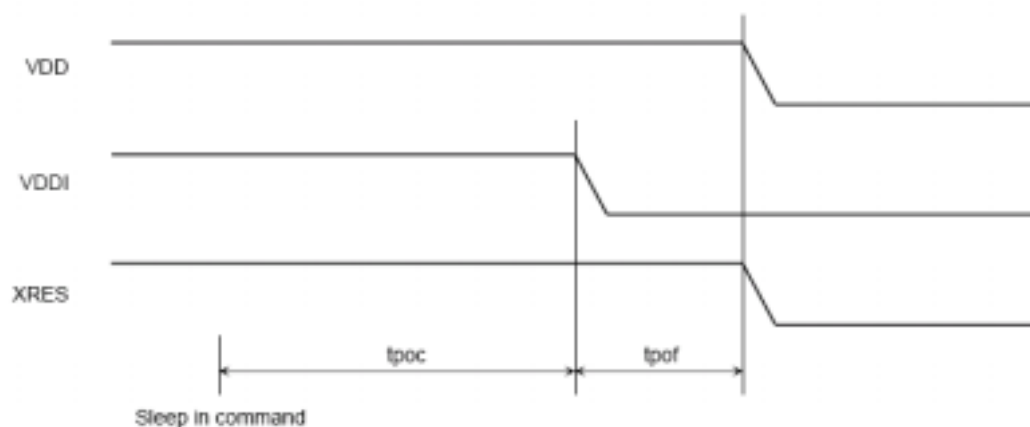 VDD
VDDI
XRES
tpoc
tpof
Sleep in command